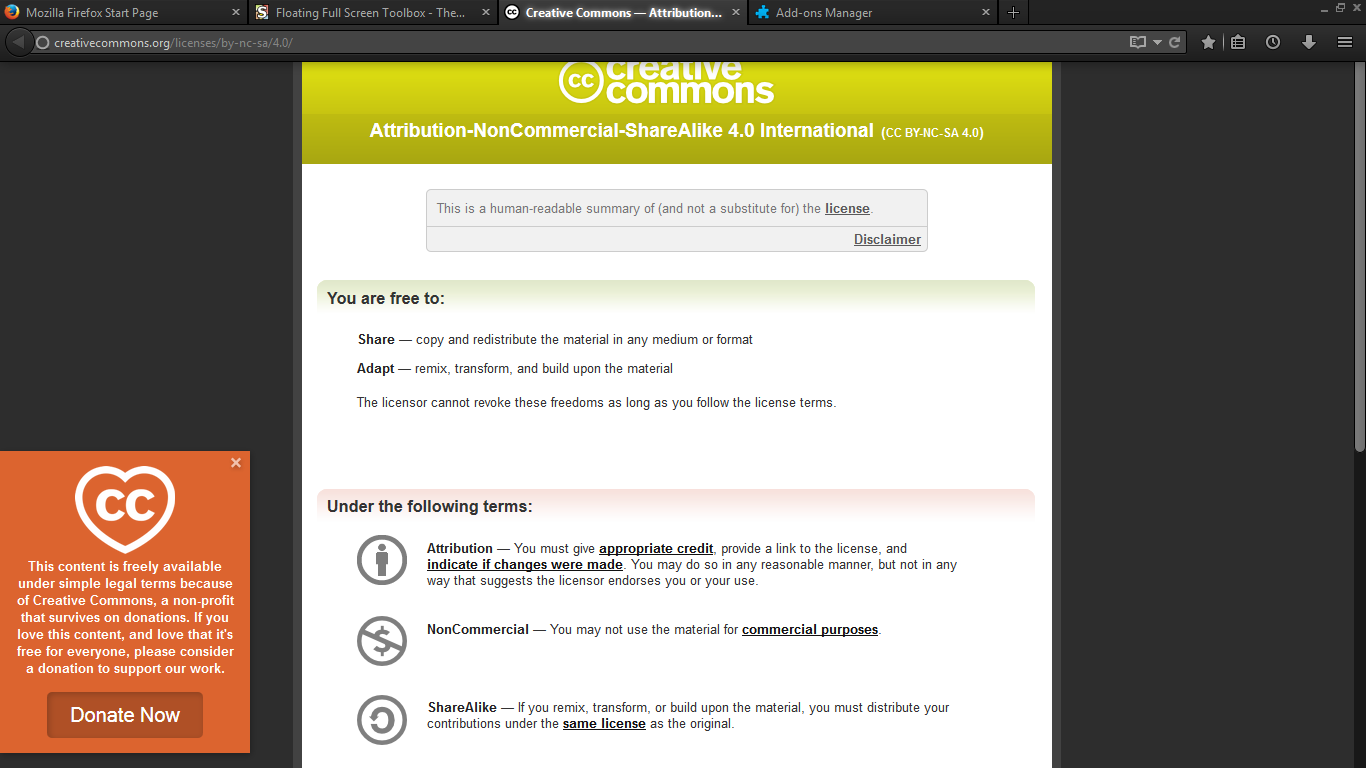 Mozilla Firefox Start Page
Floating Full Screen Toolbox - The...
Creative Commons — Attribution...
Add-ons Manager
creativecommons.org/licenses/by-nc-sa/4.0/
cc creative
commons
Attribution-NonCommercial-ShareAlike 4.0 International (CC BY-NC-SA 4.0)
This is a human-readable summary of (and not a substitute for) the license.
Disclaimer
You are free to:
Share — copy and redistribute the material in any medium or format
Adapt — remix, transform, and build upon the material
The licensor cannot revoke these freedoms as long as you follow the license terms.
Under the following terms:
Attribution — You must give appropriate credit, provide a link to the license, and
indicate if changes were made. You may do so in any reasonable manner, but not in any
way that suggests the licensor endorses you or your use.
NonCommercial — You may not use the material for commercial purposes.
ShareAlike — If you remix, transform, or build upon the material, you must distribute your
contributions under the same license as the original.
CC
This content is freely available
under simple legal terms because
of Creative Commons, a non-profit
that survives on donations. If you
love this content, and love that it's
free for everyone, please consider
a donation to support our work.
Donate Now